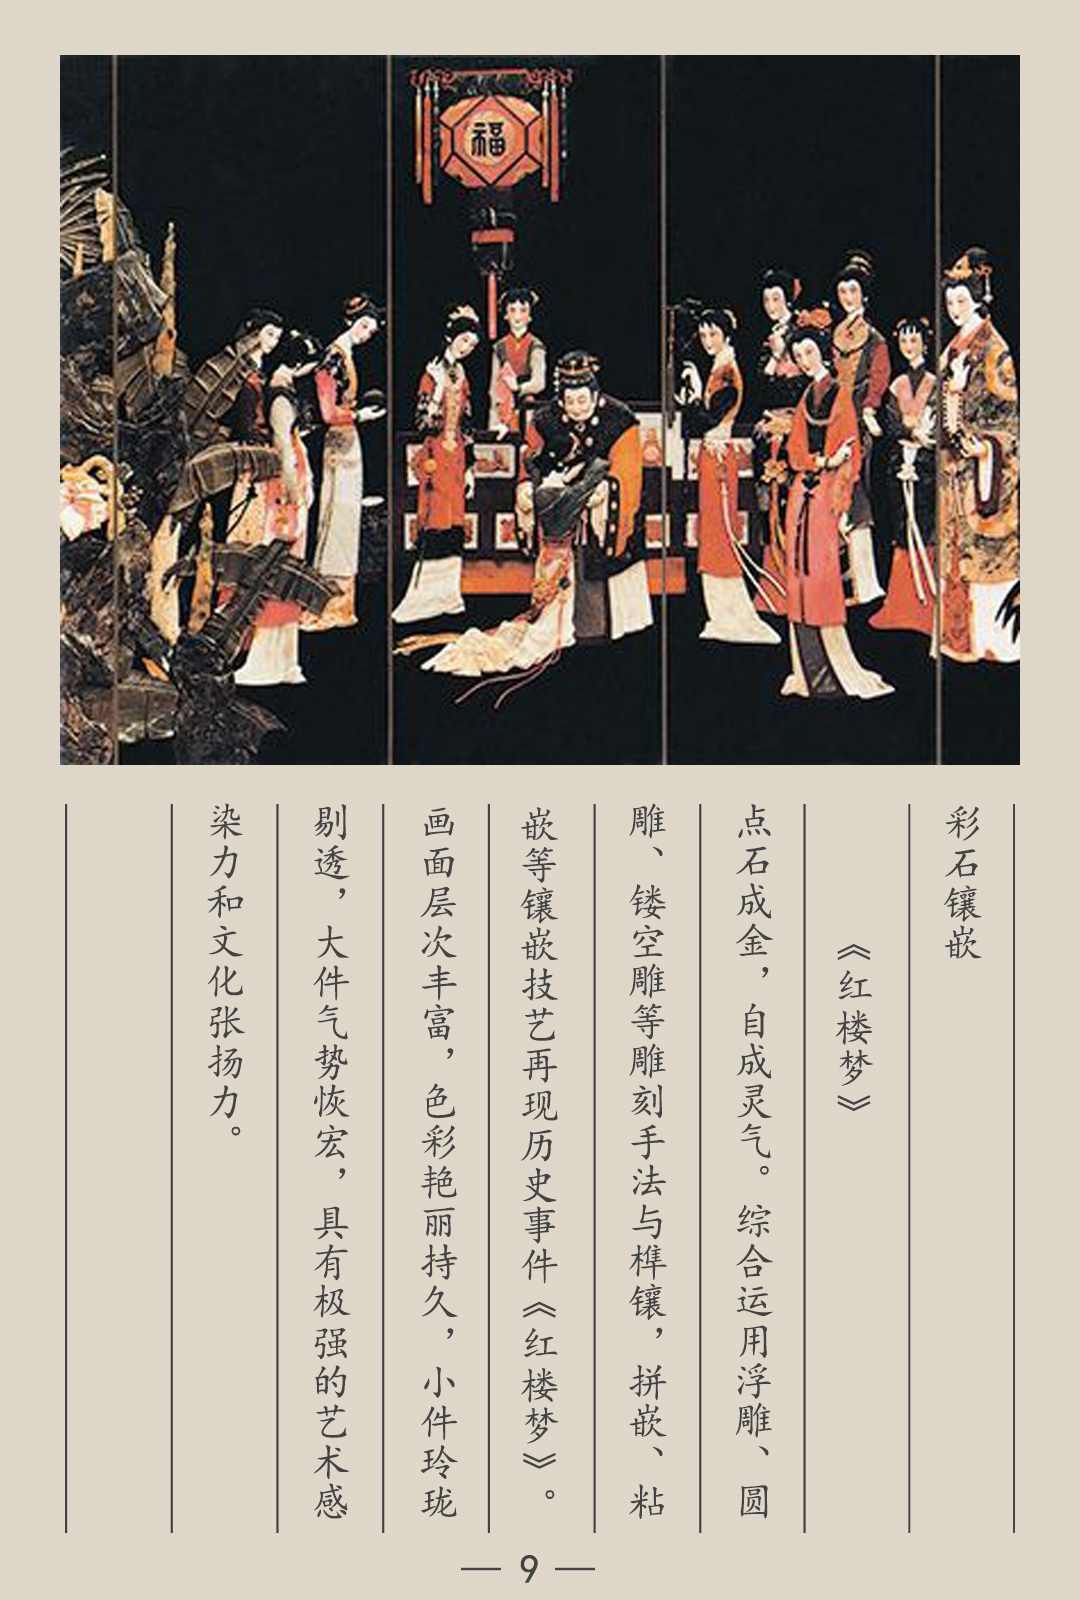 福
彩石镶嵌
《红楼梦》
点石成金，自成灵气。综合运用浮雕、圆
雕、镂空雕等雕刻手法与榫镶，拼嵌、粘
嵌等镶嵌技艺再现历史事件《红楼梦》。
画面层次丰富，色彩艳丽持久，小件玲珑
剔透，大件气势恢宏，具有极强的艺术感
染力和文化张扬力。
— 9 —